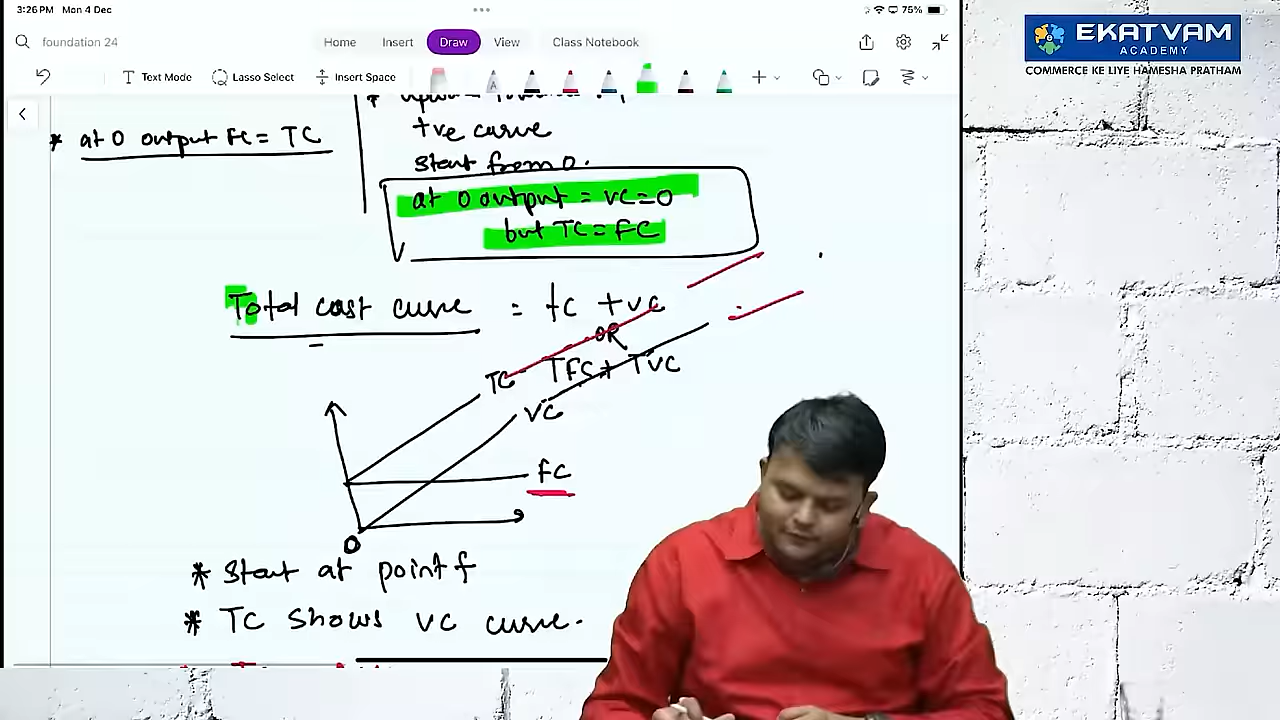 3:26 PM Mon 4 Dec
75%
foundation 24
Home Insert Draw View Class Notebook
Text Mode Lasso Select Insert Space
EKATVAM
ACADEMY
COMMERCE KE LIYE HAMESHA PRATHAM
* at 0 output FC = TC
+ve curve
Start from 0.
at 0 output = VC=0
but TC = FC
Total cost curve = fC + VC
OR
TFC + TVC
TC
VC
FC
0
* Start at point f
* TC shows VC curve.